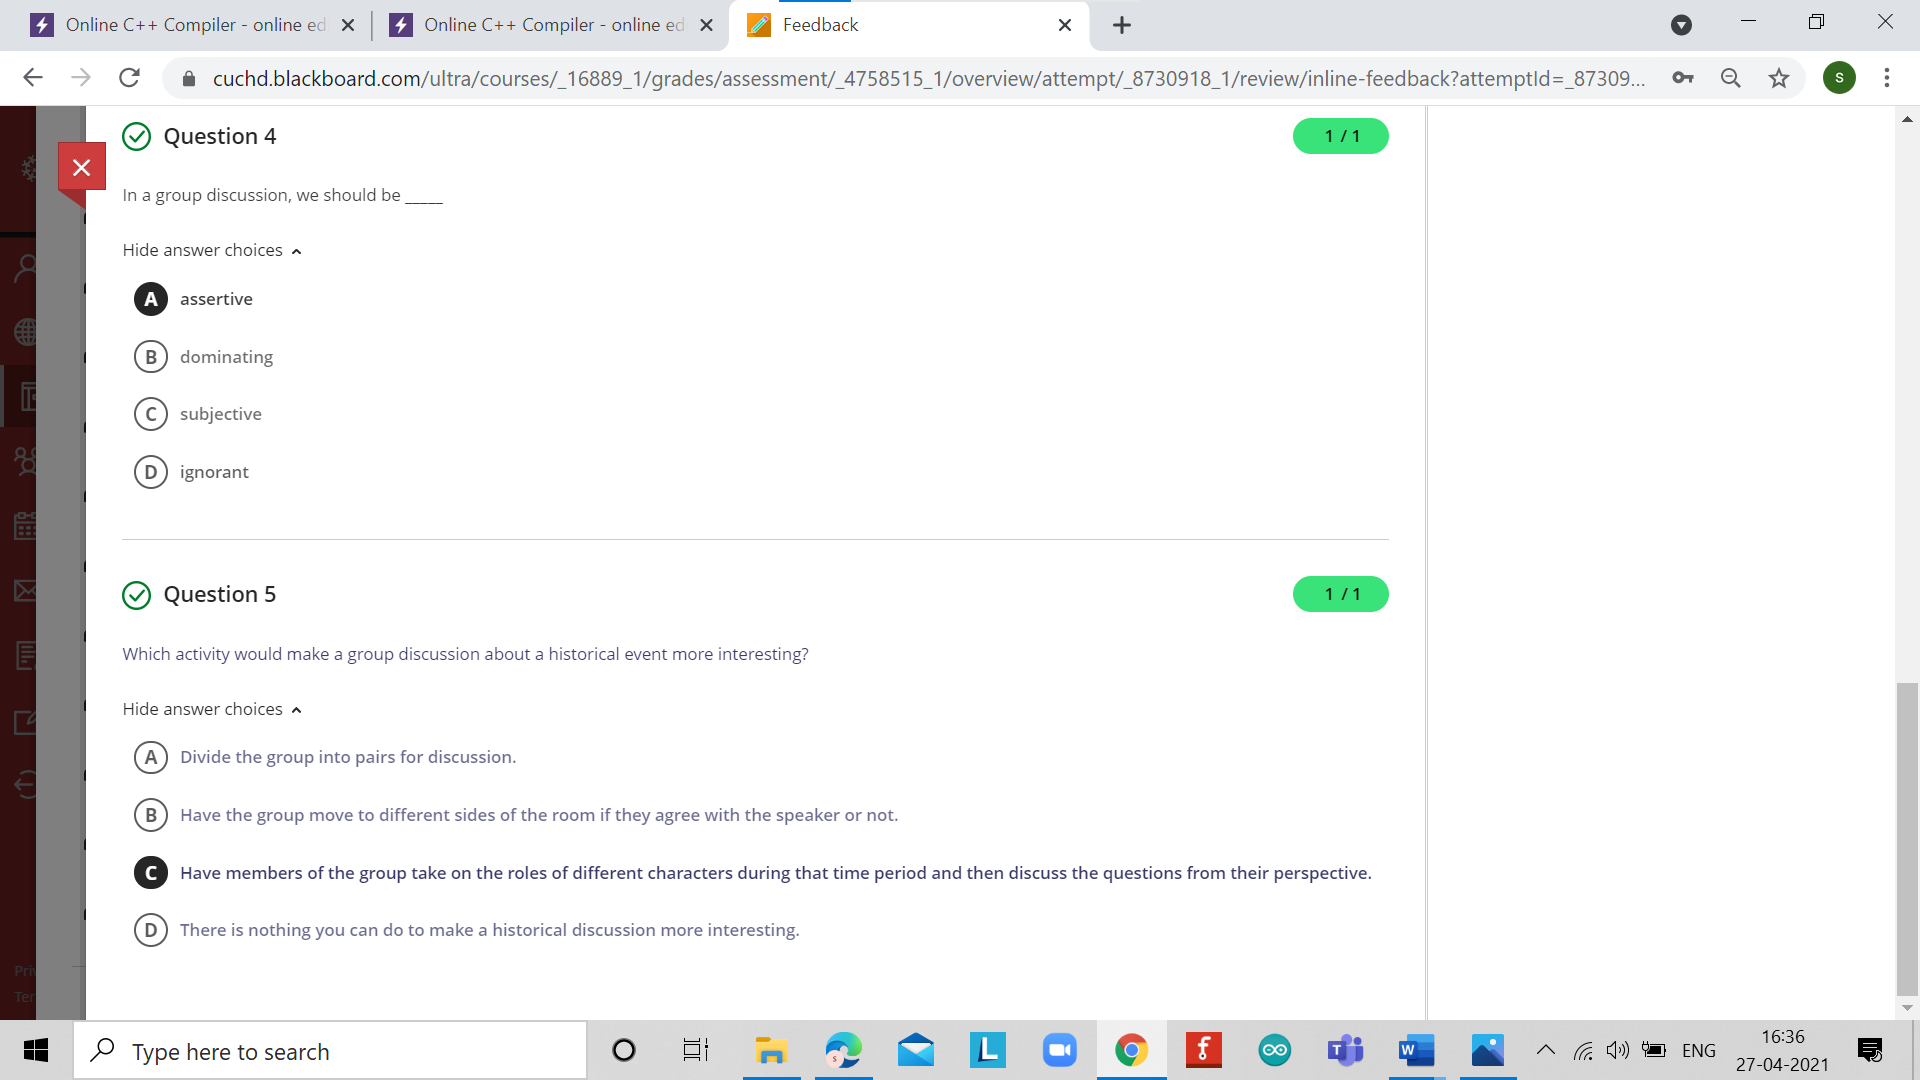 Online C++ Compiler - online ed
Online C++ Compiler - online ed
Feedback
cuchd.blackboard.com/ultra/courses/_16889_1/grades/assessment/_4758515_1/overview/attempt/_8730918_1/review/inline-feedback?attemptId=_87309...
S
Question 4
1 / 1
In a group discussion, we should be _____
Hide answer choices
A assertive
B dominating
C subjective
D ignorant
Question 5
1 / 1
Which activity would make a group discussion about a historical event more interesting?
Hide answer choices
A Divide the group into pairs for discussion.
B Have the group move to different sides of the room if they agree with the speaker or not.
C Have members of the group take on the roles of different characters during that time period and then discuss the questions from their perspective.
D There is nothing you can do to make a historical discussion more interesting.
Pri
Ter
Type here to search
ENG
16:36
27-04-2021